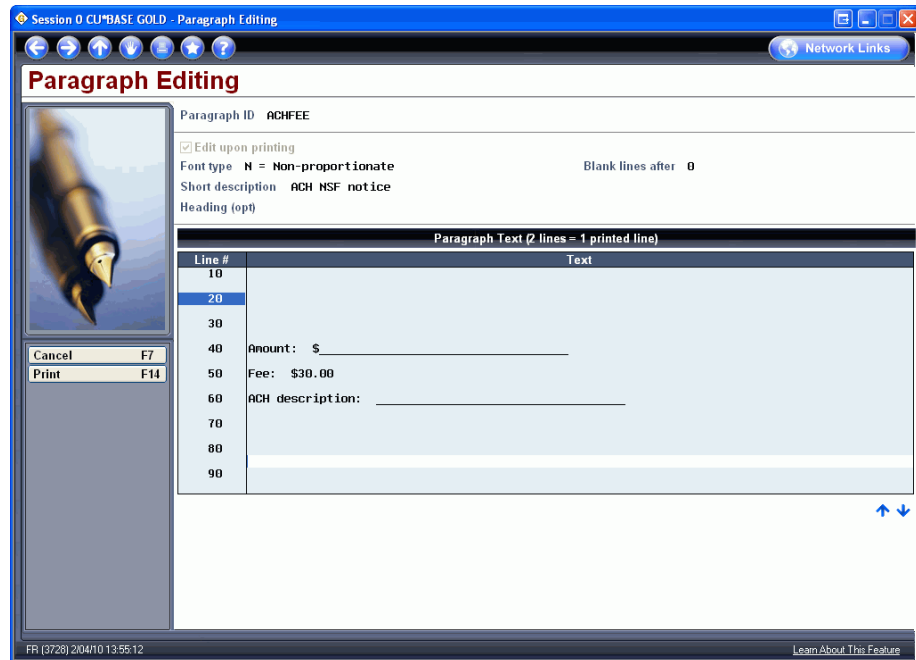 Session 0 CU*BASE GOLD - Paragraph Editing
Network Links
Paragraph Editing
Paragraph ID ACHFEE
Edit upon printing
Font type N = Non-proportionate Blank lines after 0
Short description ACH NSF notice
Heading (opt)
Paragraph Text (2 lines = 1 printed line)
Line # Text
10
20
30
40 Amount: $______________________________
50 Fee: $30.00
60 ACH description: ______________________________
70
80
90
Cancel F7
Print F14
FR (3728) 2/04/10 13:55:12 Learn About This Feature